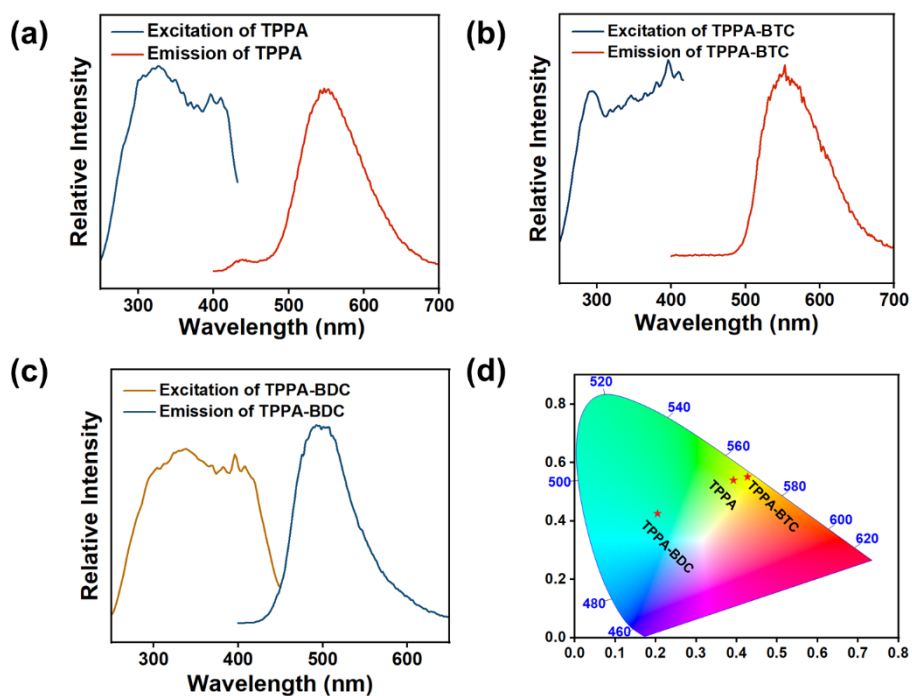 (a)
Excitation of TPPA
Emission of TPPA
Relative Intensity
300 400 500 600 700
Wavelength (nm)
(b)
Excitation of TPPA-BTC
Emission of TPPA-BTC
Relative Intensity
300 400 500 600 700
Wavelength (nm)
(c)
Excitation of TPPA-BDC
Emission of TPPA-BDC
Relative Intensity
300 400 500 600
Wavelength (nm)
(d)
0.8
0.6
0.4
0.2
0.0
520
540
560
500
580
600
620
480
460
TPPA
TPPA-BTC
TPPA-BDC
0.0 0.1 0.2 0.3 0.4 0.5 0.6 0.7 0.8